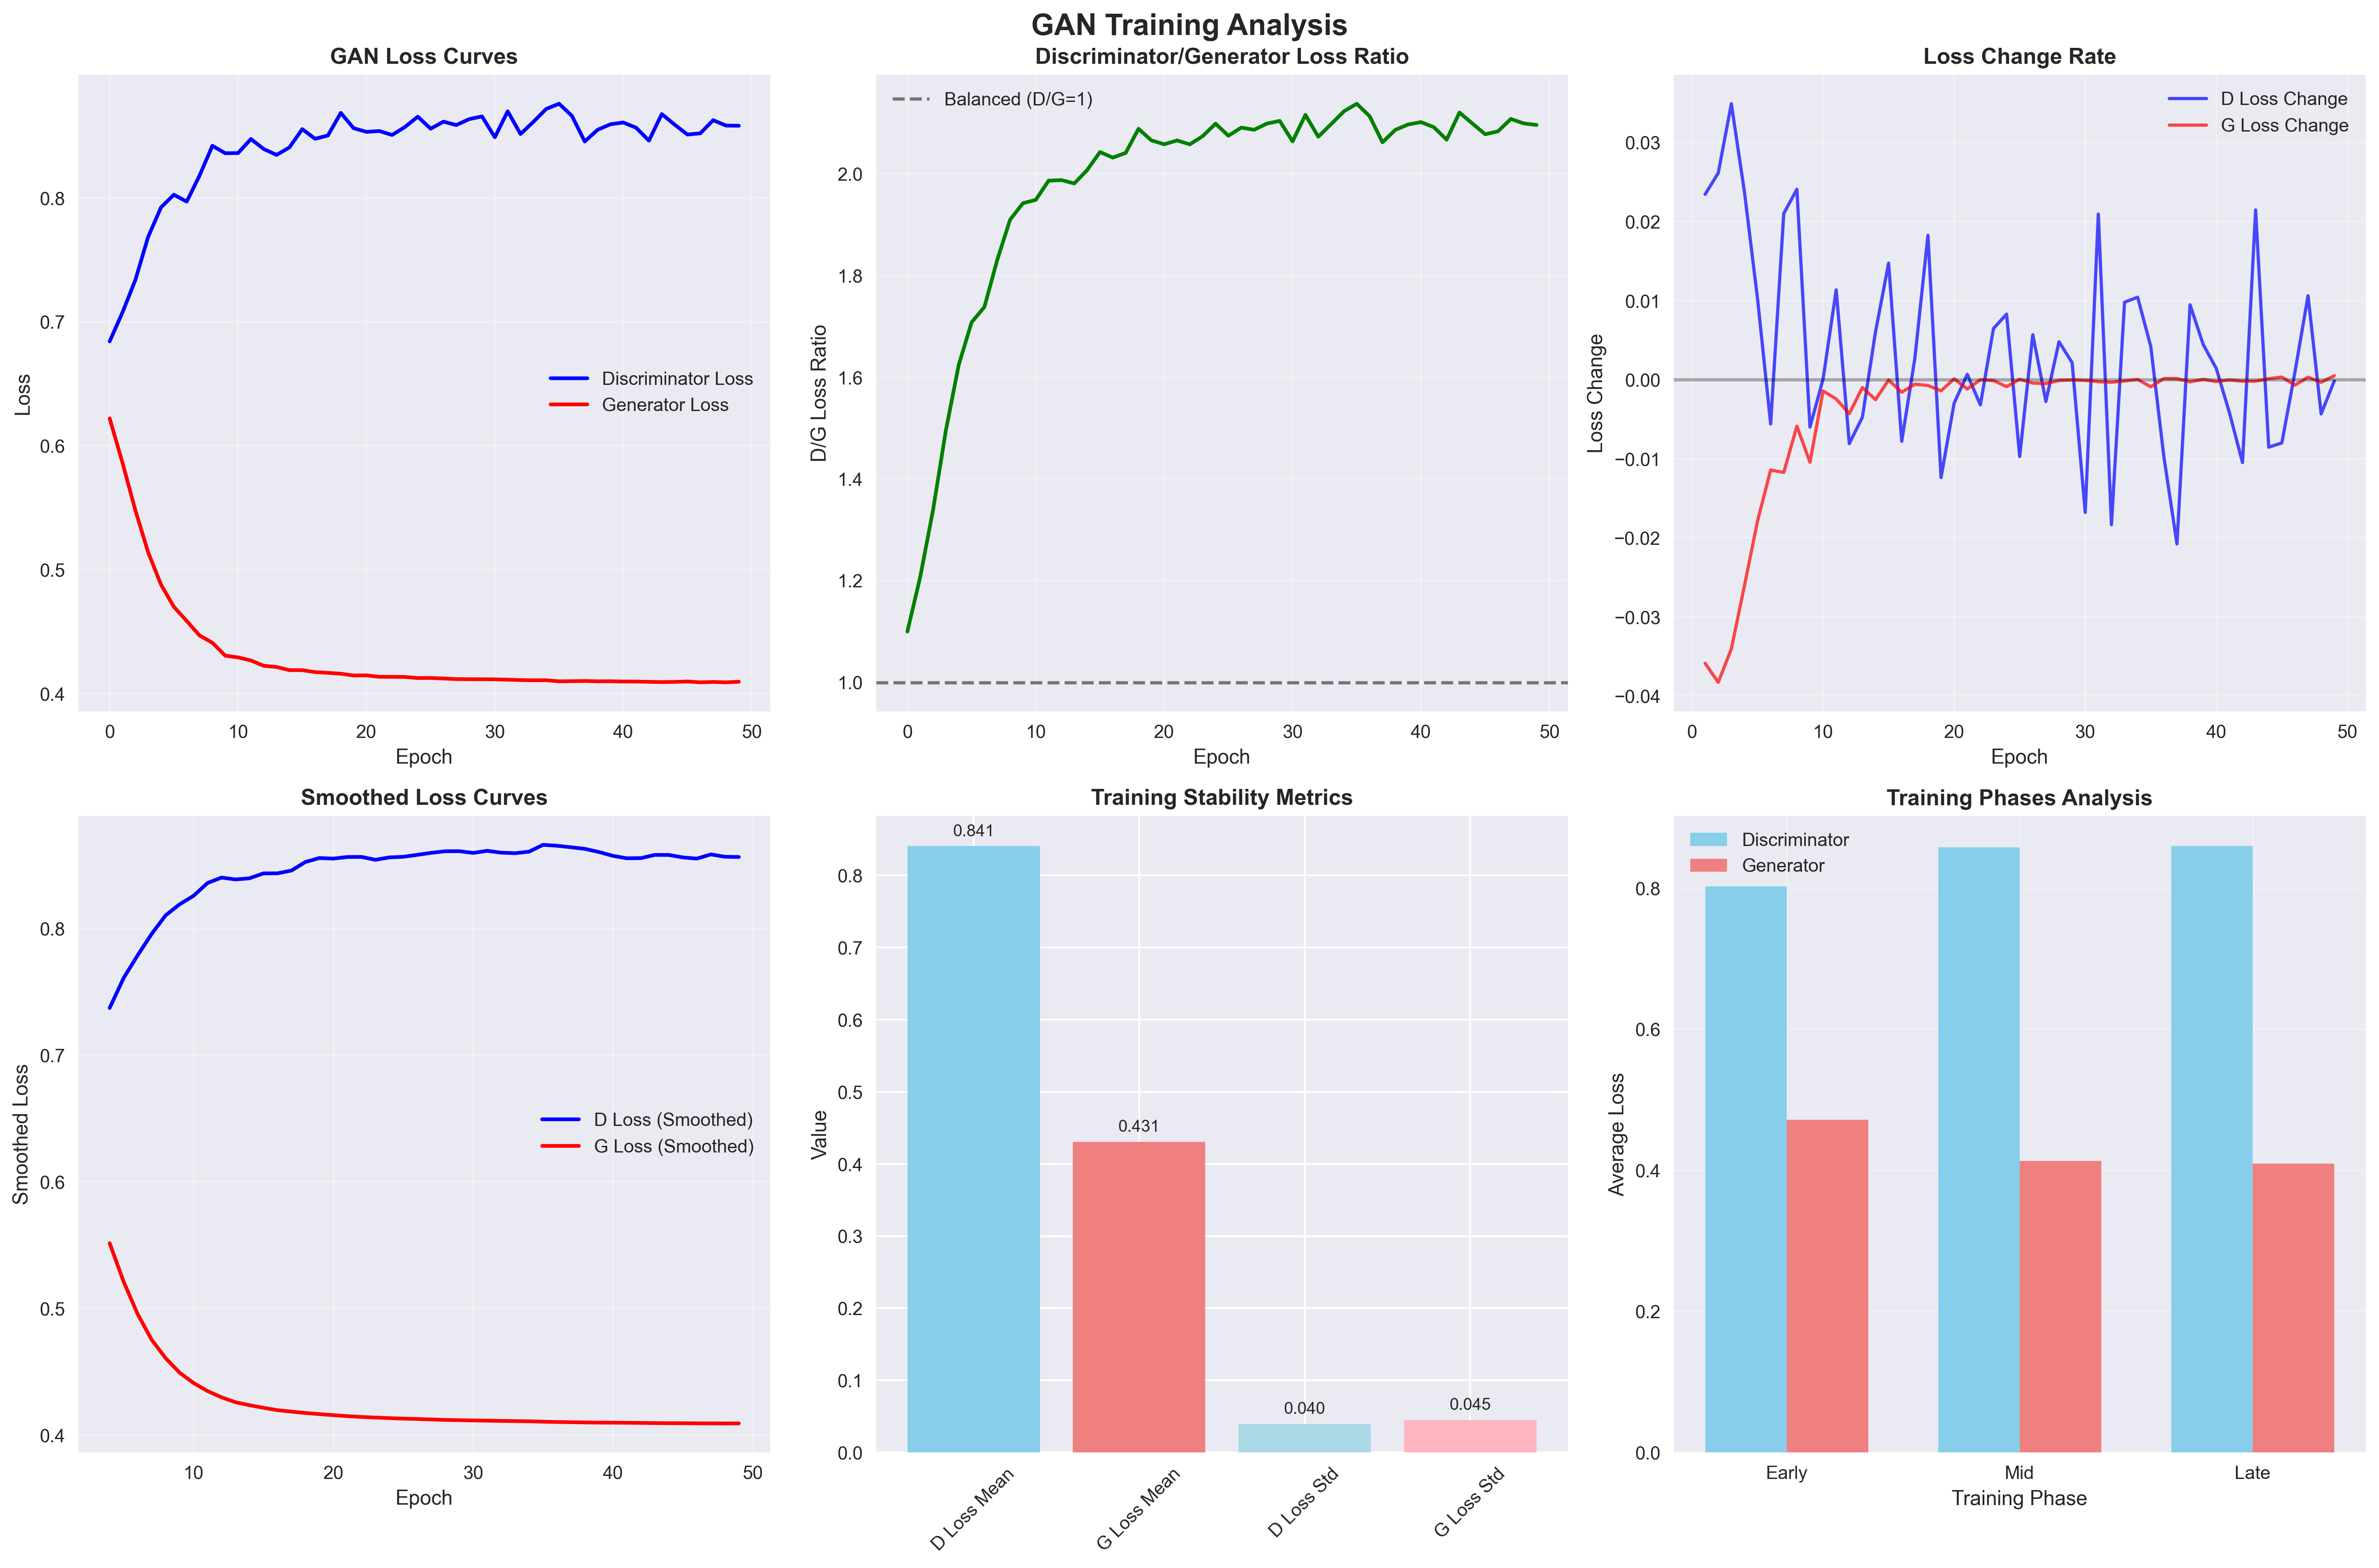 GAN Training Analysis
GAN Loss Curves
Loss
0.8
0.7
0.6
0.5
0.4
Discriminator Loss
Generator Loss
0 10 20 30 40 50
Epoch
Discriminator/Generator Loss Ratio
D/G Loss Ratio
Balanced (D/G=1)
2.0
1.8
1.6
1.4
1.2
1.0
0 10 20 30 40 50
Epoch
Loss Change Rate
Loss Change
D Loss Change
G Loss Change
0.03
0.02
0.01
0.00
−0.01
−0.02
−0.03
−0.04
0 10 20 30 40 50
Epoch
Smoothed Loss Curves
Smoothed Loss
0.8
0.7
0.6
0.5
0.4
D Loss (Smoothed)
G Loss (Smoothed)
10 20 30 40 50
Epoch
Training Stability Metrics
Value
0.8
0.7
0.6
0.5
0.4
0.3
0.2
0.1
0.0
0.841
0.431
0.040
0.045
D Loss Mean
G Loss Mean
D Loss Std
G Loss Std
Training Phases Analysis
Average Loss
Discriminator
Generator
0.8
0.6
0.4
0.2
0.0
Early Mid Late
Training Phase